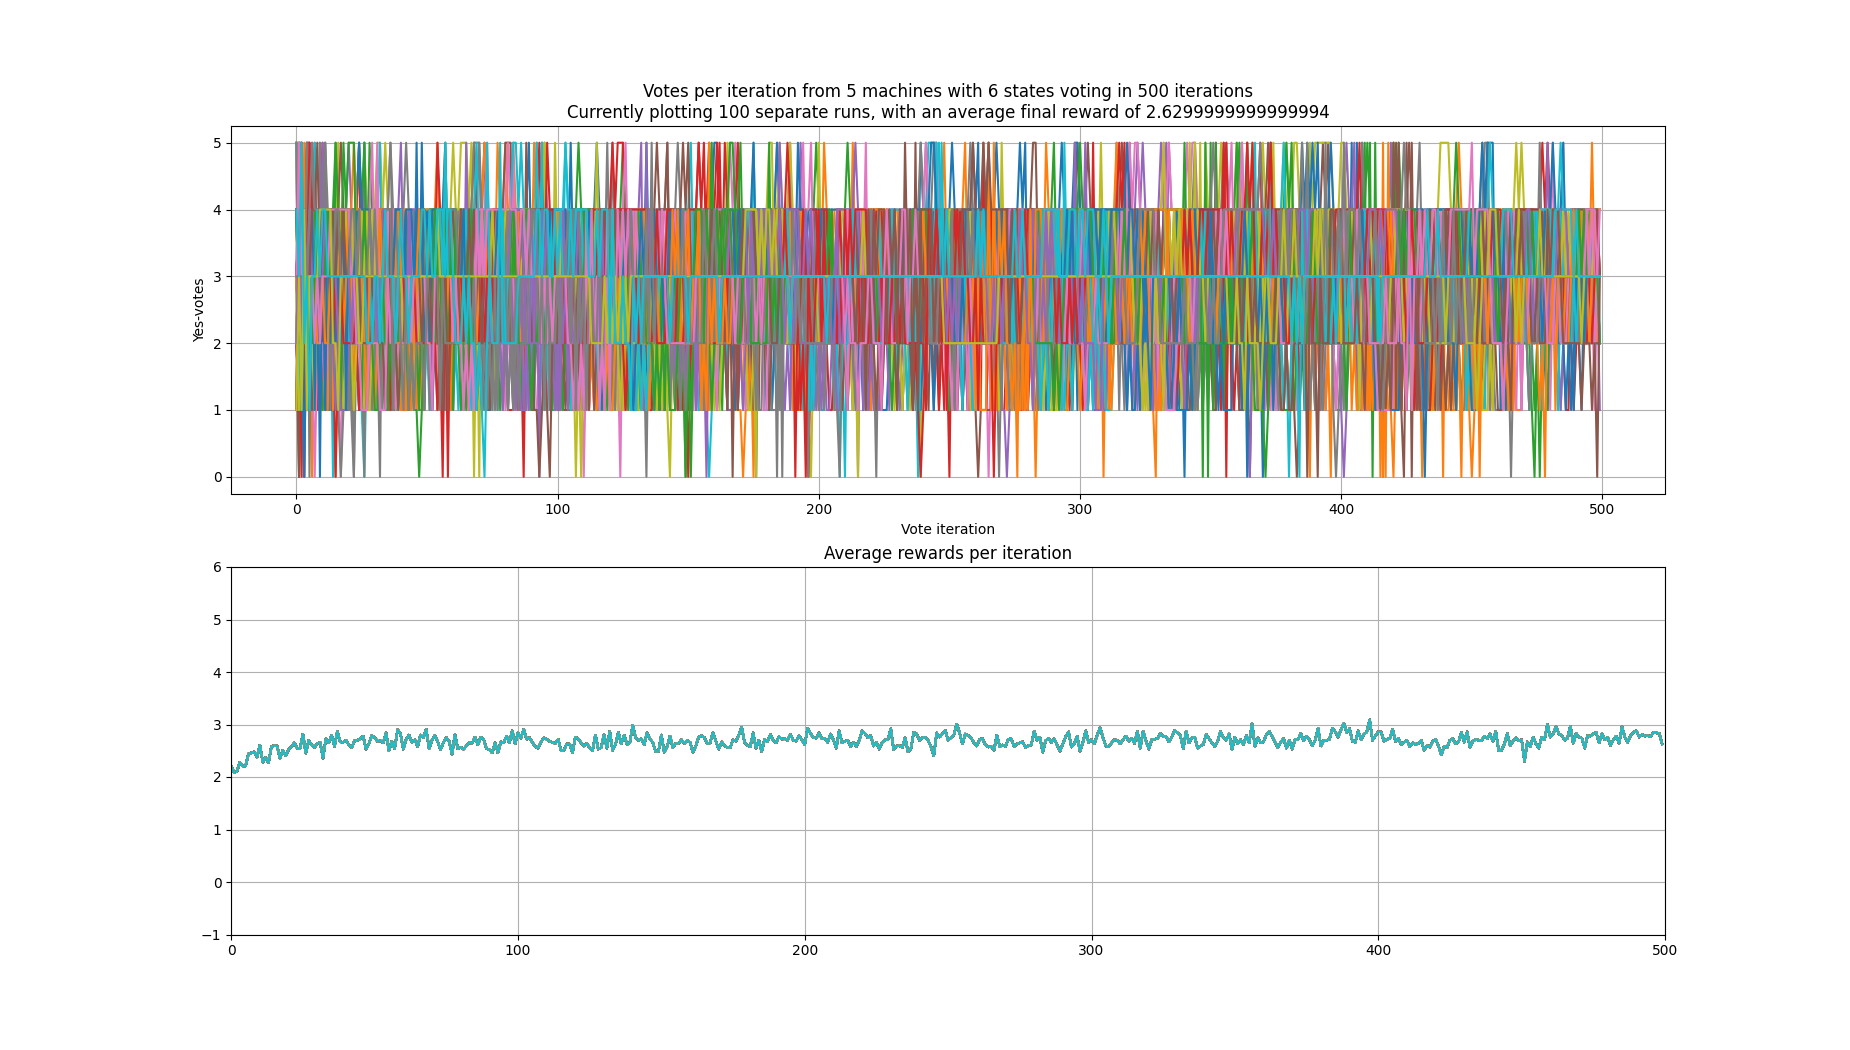 Votes per iteration from 5 machines with 6 states voting in 500 iterations
Currently plotting 100 separate runs, with an average final reward of 2.6299999999999994
5
4
3
2
1
0
Yes-votes
0 100 200 300 400 500
Vote iteration
Average rewards per iteration
6
5
4
3
2
1
0
−1
0 100 200 300 400 500